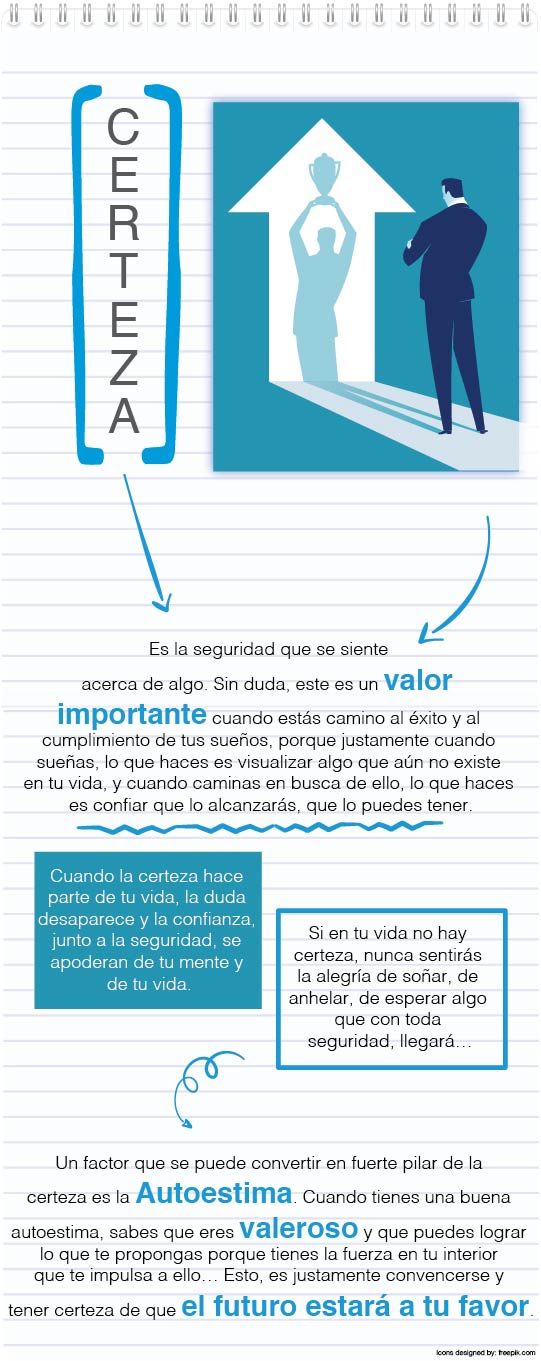 CERTEZA
Es la seguridad que se siente
acerca de algo. Sin duda, este es un valor
importante cuando estás camino al éxito y al
cumplimiento de tus sueños, porque justamente cuando
sueñas, lo que haces es visualizar algo que aún no existe
en tu vida, y cuando caminas en busca de ello, lo que haces
es confiar que lo alcanzarás, que lo puedes tener.
Cuando la certeza hace
parte de tu vida, la duda
desaparece y la confianza,
junto a la seguridad, se
apoderan de tu mente y
de tu vida.
Si en tu vida no hay
certeza, nunca sentirás
la alegría de soñar, de
anhelar, de esperar algo
que con toda
seguridad, llegará...
Un factor que se puede convertir en fuerte pilar de la
certeza es la Autoestima. Cuando tienes una buena
autoestima, sabes que eres valeroso y que puedes lograr
lo que te propongas porque tienes la fuerza en tu interior
que te impulsa a ello... Esto, es justamente convencerse y
tener certeza de que el futuro estará a tu favor.
Icons designed by: freepik.com